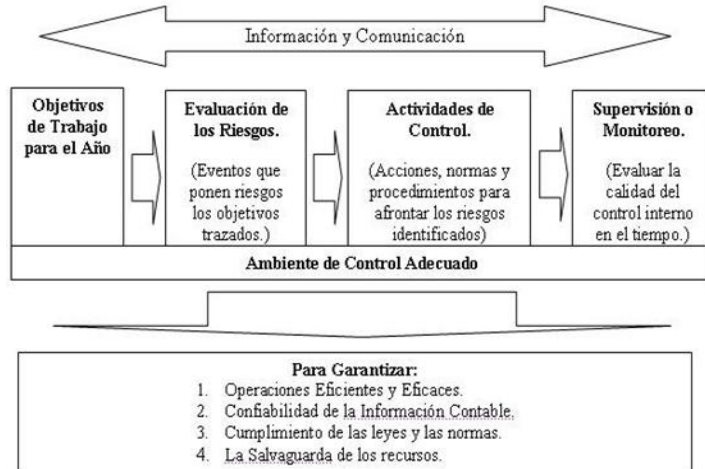 Información y Comunicación
Objetivos
de Trabajo
para el Año
Evaluación de
los Riesgos.
(Eventos que
ponen riesgos
los objetivos
trazados.)
Actividades de
Control.
(Acciones, normas y
procedimientos para
afrontar los riesgos
identificados)
Supervisión o
Monitoreo.
(Evaluar la
calidad del
control interno
en el tiempo.)
Ambiente de Control Adecuado
Para Garantizar:
1. Operaciones Eficientes y Eficaces.
2. Confiabilidad de la Información Contable.
3. Cumplimiento de las leyes y las normas.
4. La Salvaguarda de los recursos.